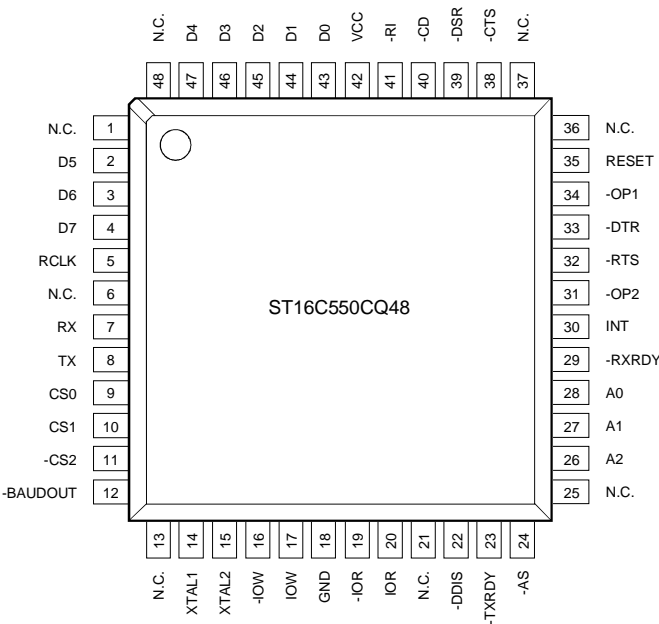 N.C. D4 D3 D2 D1 D0 VCC -RI -CD -DSR -CTS N.C.
48 47 46 45 44 43 42 41 40 39 38 37
N.C. 1 36 N.C.
D5 2 35 RESET
D6 3 34 -OP1
D7 4 33 -DTR
RCLK 5 32 -RTS
N.C. 6 31 -OP2
ST16C550CQ48
RX 7 30 INT
TX 8 29 -RXRDY
CS0 9 28 A0
CS1 10 27 A1
-CS2 11 26 A2
-BAUDOUT 12 25 N.C.
13 14 15 16 17 18 19 20 21 22 23 24
N.C. XTAL1 XTAL2 -IOW IOW GND -IOR IOR N.C. -DDIS -TXRDY -AS